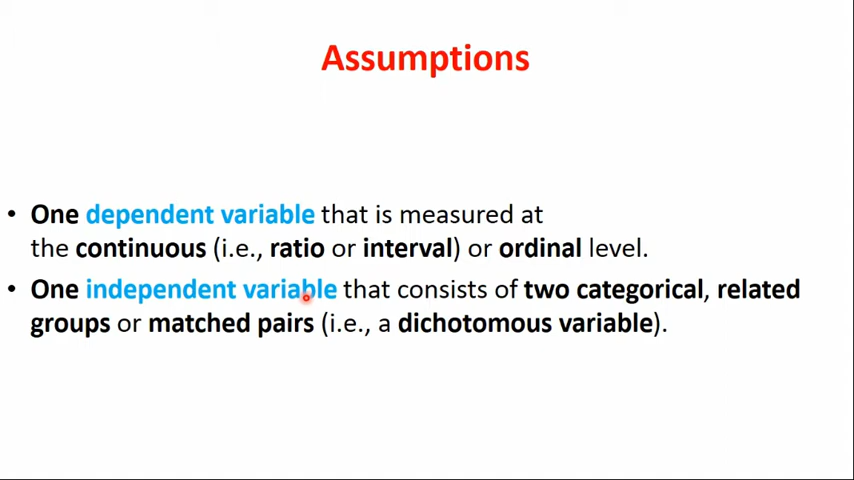 Assumptions
• One dependent variable that is measured at
the continuous (i.e., ratio or interval) or ordinal level.
• One independent variable that consists of two categorical, related
groups or matched pairs (i.e., a dichotomous variable).